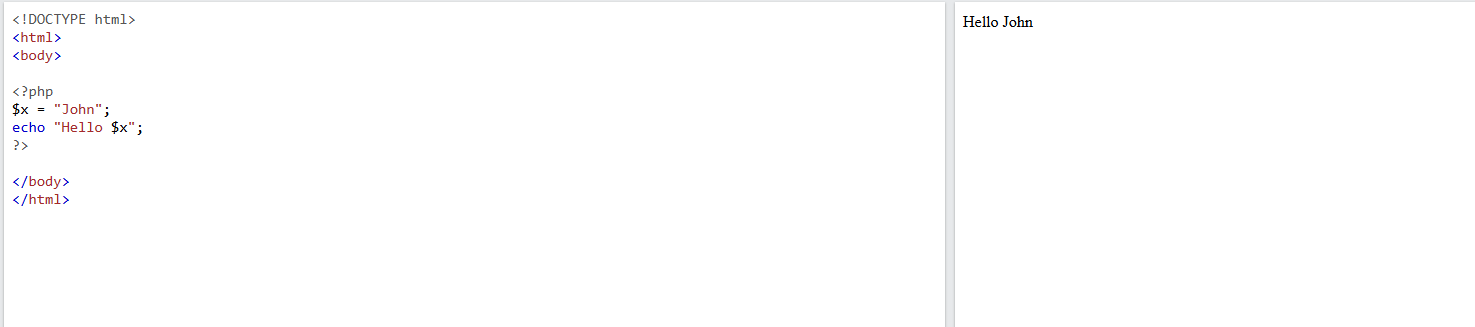 <!DOCTYPE html>
<html>
<body>
<?php
$x = "John";
echo "Hello $x";
?>
</body>
</html>
Hello John